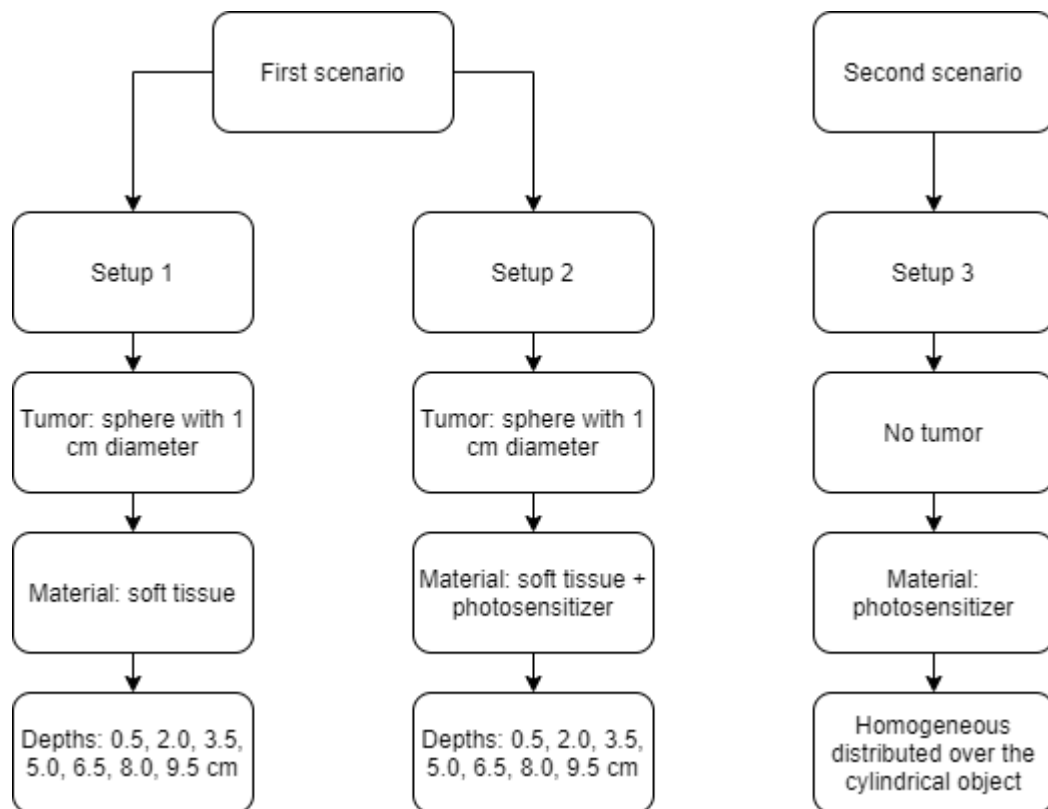 First scenario
Second scenario
Setup 1
Setup 2
Setup 3
Tumor: sphere with 1
cm diameter
Tumor: sphere with 1
cm diameter
No tumor
Material: soft tissue
Material: soft tissue +
photosensitizer
Material:
photosensitizer
Depths: 0.5, 2.0, 3.5,
5.0, 6.5, 8.0, 9.5 cm
Depths: 0.5, 2.0, 3.5,
5.0, 6.5, 8.0, 9.5 cm
Homogeneous
distributed over the
cylindrical object